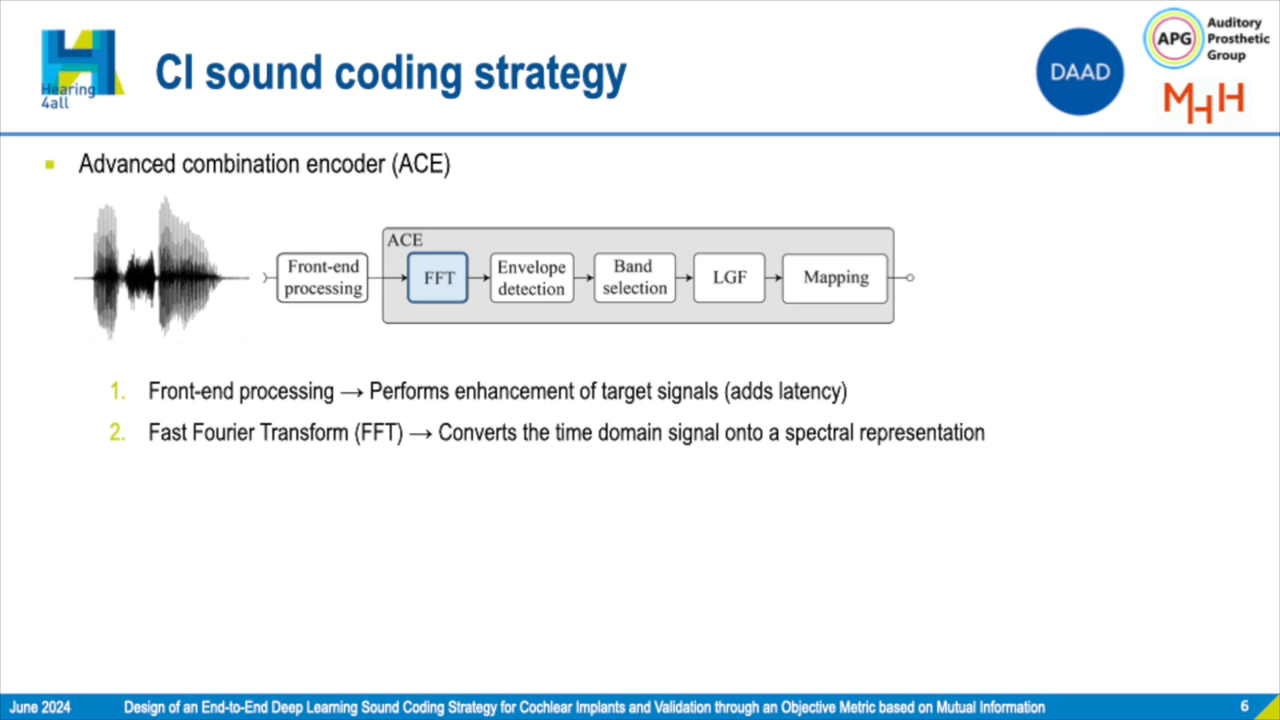 Hearing
4all
CI sound coding strategy
DAAD
APG
Auditory
Prosthetic
Group
MHH
▪ Advanced combination encoder (ACE)
Front-end
processing
ACE
FFT
Envelope
detection
Band
selection
LGF
Mapping
1. Front-end processing → Performs enhancement of target signals (adds latency)
2. Fast Fourier Transform (FFT) → Converts the time domain signal onto a spectral representation
June 2024
Design of an End-to-End Deep Learning Sound Coding Strategy for Cochlear Implants and Validation through an Objective Metric based on Mutual Information
6